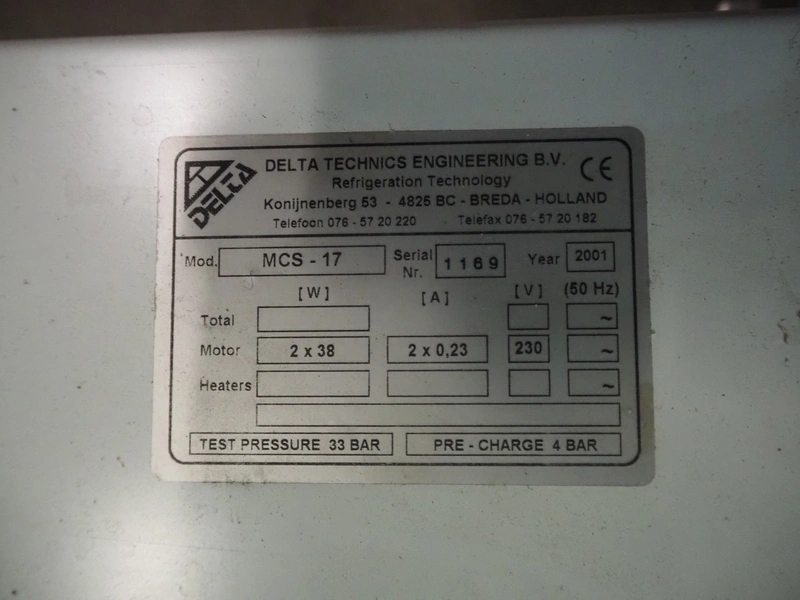 DELTA
DELTA TECHNICS ENGINEERING B.V. CE
Refrigeration Technology
Konijnenberg 53 - 4825 BC - BREDA - HOLLAND
Telefoon 076 - 57 20 220 Telefax 076 - 57 20 182
Mod. MCS - 17 Serial Nr. 1169 Year 2001
[ W ] [ A ] [ V ] (50 Hz)
Total ~
Motor 2 x 38 2 x 0,23 230 ~
Heaters ~
TEST PRESSURE 33 BAR PRE - CHARGE 4 BAR